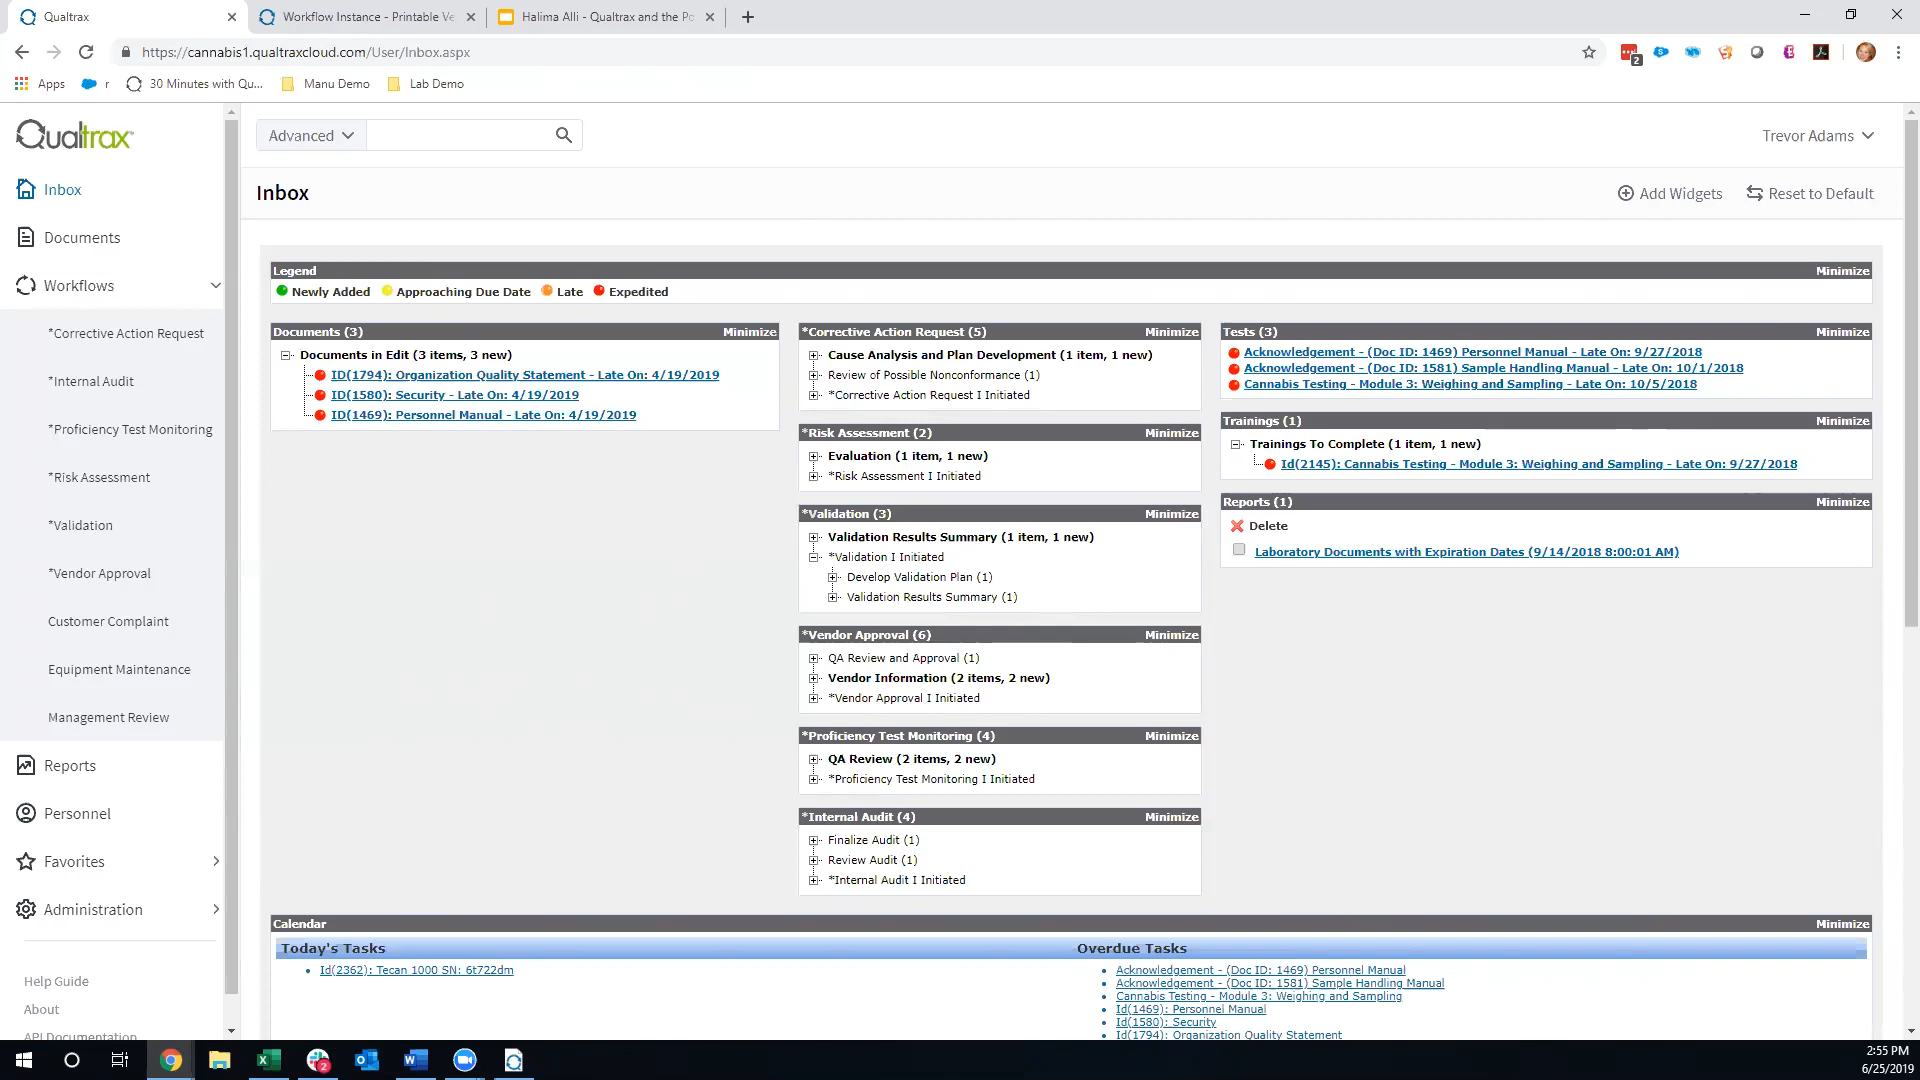 Qualtrax
Workflow Instance - Printable Ve
Halima Alli - Qualtrax and the Po
https://cannabis1.qualtraxcloud.com/User/Inbox.aspx
2
Apps
r
30 Minutes with Qu...
Manu Demo
Lab Demo
Qualtrax
Advanced
Trevor Adams
Inbox
Documents
Workflows
*Corrective Action Request
*Internal Audit
*Proficiency Test Monitoring
*Risk Assessment
*Validation
*Vendor Approval
Customer Complaint
Equipment Maintenance
Management Review
Reports
Personnel
Favorites
Administration
Help Guide
About
API Documentation
Inbox
Add Widgets
Reset to Default
Legend
Minimize
Newly Added Approaching Due Date Late Expedited
Documents (3)
Minimize
Documents in Edit (3 items, 3 new)
ID(1794): Organization Quality Statement - Late On: 4/19/2019
ID(1580): Security - Late On: 4/19/2019
ID(1469): Personnel Manual - Late On: 4/19/2019
*Corrective Action Request (5)
Minimize
Cause Analysis and Plan Development (1 item, 1 new)
Review of Possible Nonconformance (1)
*Corrective Action Request I Initiated
*Risk Assessment (2)
Minimize
Evaluation (1 item, 1 new)
*Risk Assessment I Initiated
*Validation (3)
Minimize
Validation Results Summary (1 item, 1 new)
*Validation I Initiated
Develop Validation Plan (1)
Validation Results Summary (1)
*Vendor Approval (6)
Minimize
QA Review and Approval (1)
Vendor Information (2 items, 2 new)
*Vendor Approval I Initiated
*Proficiency Test Monitoring (4)
Minimize
QA Review (2 items, 2 new)
*Proficiency Test Monitoring I Initiated
*Internal Audit (4)
Minimize
Finalize Audit (1)
Review Audit (1)
*Internal Audit I Initiated
Tests (3)
Minimize
Acknowledgement - (Doc ID: 1469) Personnel Manual - Late On: 9/27/2018
Acknowledgement - (Doc ID: 1581) Sample Handling Manual - Late On: 10/1/2018
Cannabis Testing - Module 3: Weighing and Sampling - Late On: 10/5/2018
Trainings (1)
Minimize
Trainings To Complete (1 item, 1 new)
Id(2145): Cannabis Testing - Module 3: Weighing and Sampling - Late On: 9/27/2018
Reports (1)
Minimize
Delete
Laboratory Documents with Expiration Dates (9/14/2018 8:00:01 AM)
Calendar
Minimize
Today's Tasks
Id(2362): Tecan 1000 SN: 6t722dm
Overdue Tasks
Acknowledgement - (Doc ID: 1469) Personnel Manual
Acknowledgement - (Doc ID: 1581) Sample Handling Manual
Cannabis Testing - Module 3: Weighing and Sampling
Id(1469): Personnel Manual
Id(1580): Security
Id(1794): Organization Quality Statement
2
2:55 PM
6/25/2019